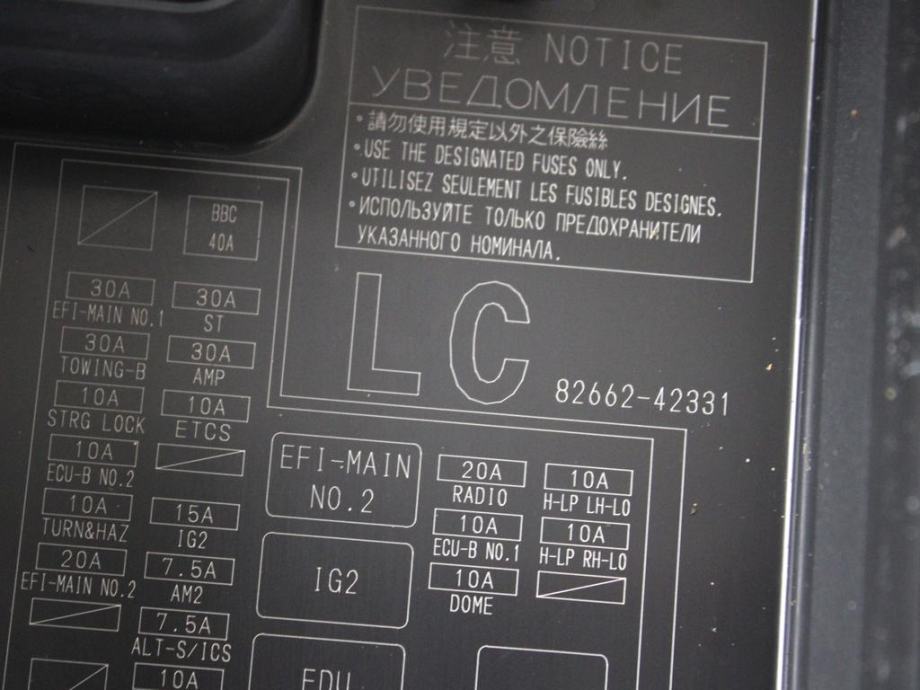 注意 NOTICE
УВЕДОМЛЕНИЕ
•請勿使用規定以外之保險絲
•USE THE DESIGNATED FUSES ONLY.
•UTILISEZ SEULEMENT LES FUSIBLES DESIGNES.
•ИСПОЛЬЗУЙТЕ ТОЛЬКО ПРЕДОХРАНИТЕЛИ
УКАЗАННОГО НОМИНАЛА.
LC
82662-42331
BBC
40A
30A
EFI-MAIN NO.1
30A
ST
30A
TOWING-B
30A
AMP
10A
STRG LOCK
10A
ETCS
10A
ECU-B NO.2
10A
TURN&HAZ
15A
IG2
20A
EFI-MAIN NO.2
7.5A
AM2
7.5A
ALT-S/ICS
10A
EFI-MAIN
NO.2
IG2
EDU
20A
RADIO
10A
H-LP LH-LO
10A
ECU-B NO.1
10A
H-LP RH-LO
10A
DOME